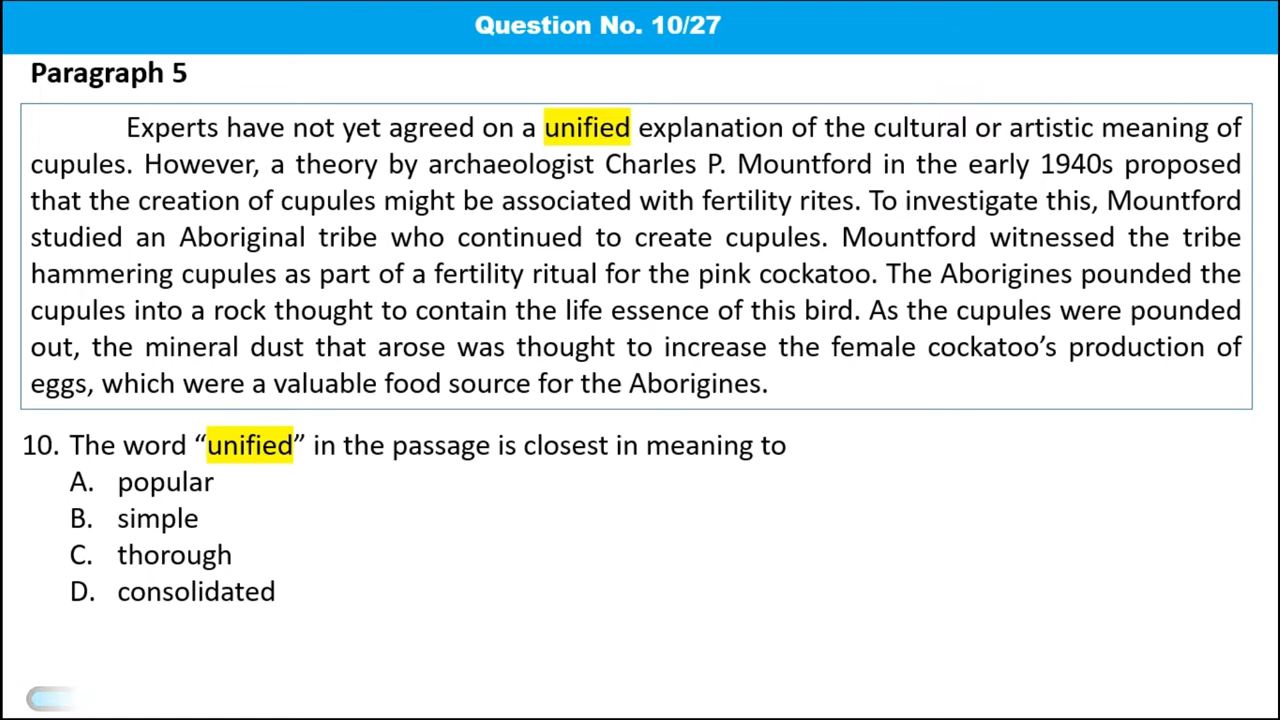 Question No. 10/27
Paragraph 5
Experts have not yet agreed on a unified explanation of the cultural or artistic meaning of
cupules. However, a theory by archaeologist Charles P. Mountford in the early 1940s proposed
that the creation of cupules might be associated with fertility rites. To investigate this, Mountford
studied an Aboriginal tribe who continued to create cupules. Mountford witnessed the tribe
hammering cupules as part of a fertility ritual for the pink cockatoo. The Aborigines pounded the
cupules into a rock thought to contain the life essence of this bird. As the cupules were pounded
out, the mineral dust that arose was thought to increase the female cockatoo’s production of
eggs, which were a valuable food source for the Aborigines.
10. The word “unified” in the passage is closest in meaning to
A. popular
B. simple
C. thorough
D. consolidated